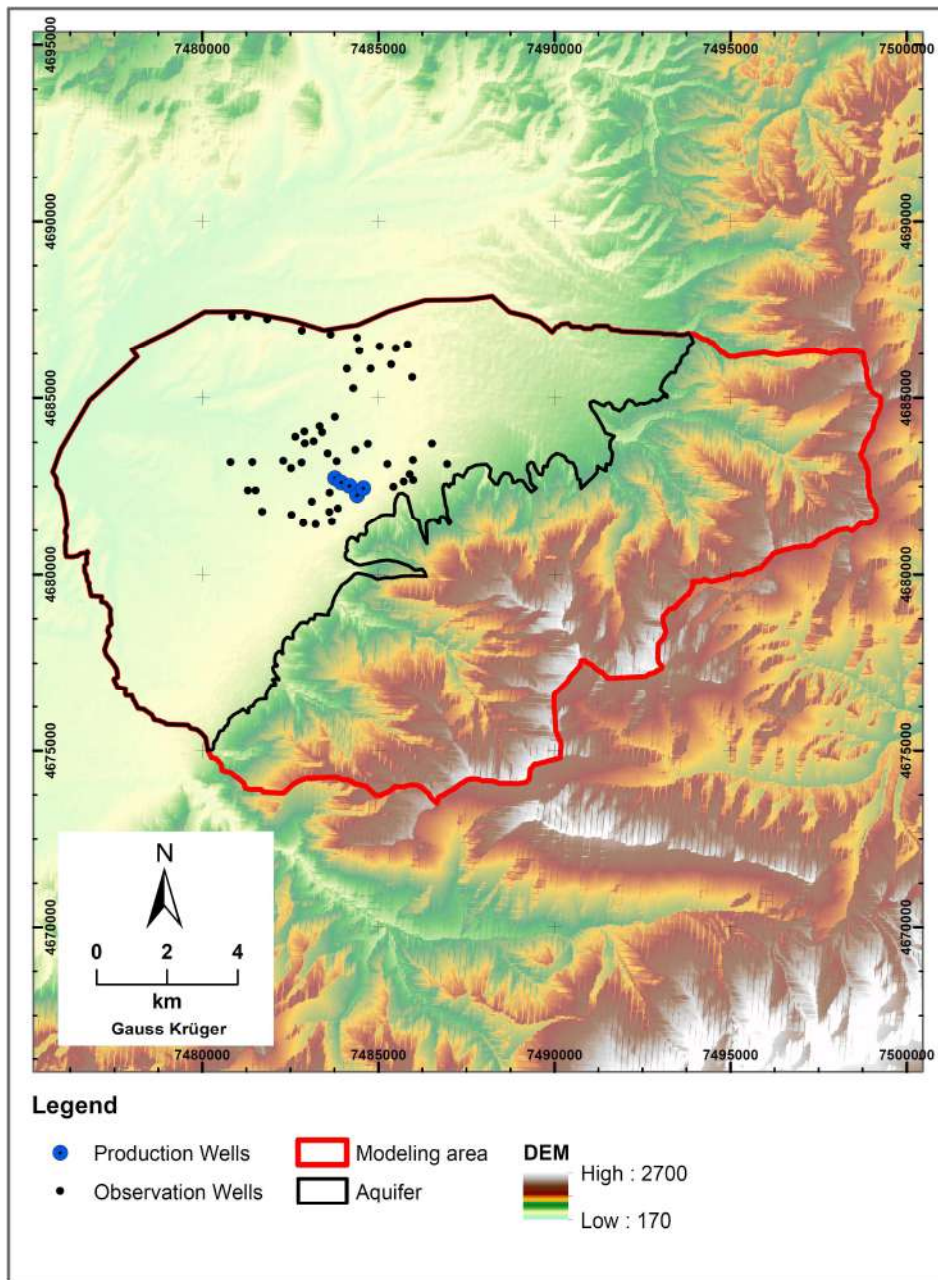 7480000 7485000 7490000 7495000 7500000
4695000 4695000
4690000 4690000
4685000 4685000
4680000 4680000
4675000 4675000
4670000 4670000
N
0 2 4
km
Gauss Krüger
7480000 7485000 7490000 7495000 7500000
Legend
Production Wells
Observation Wells
Modeling area
Aquifer
DEM
High : 2700
Low : 170